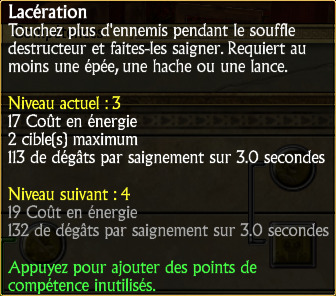 Lacération
Touchez plus d'ennemis pendant le souffle
destructeur et faites-les saigner. Requiert au
moins une épée, une hache ou une lance.
Niveau actuel : 3
17 Coût en énergie
2 cible(s) maximum
113 de dégâts par saignement sur 3.0 secondes
Niveau suivant : 4
19 Coût en énergie
132 de dégâts par saignement sur 3.0 secondes
Appuyez pour ajouter des points de
compétence inutilisés.